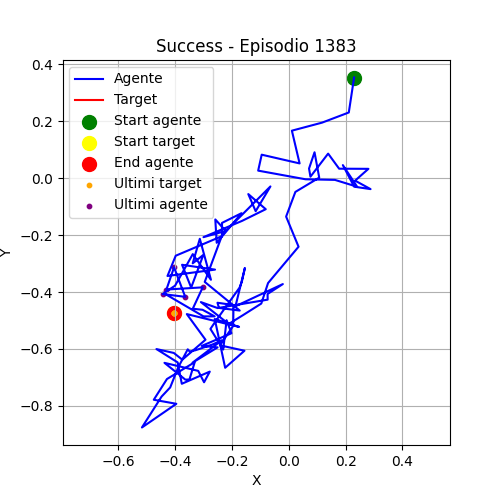 Success - Episodio 1383
0.4
0.2
0.0
−0.2
−0.4
−0.6
−0.8
Y
Agente
Target
Start agente
Start target
End agente
Ultimi target
Ultimi agente
−0.6
−0.4
−0.2
0.0
0.2
0.4
X